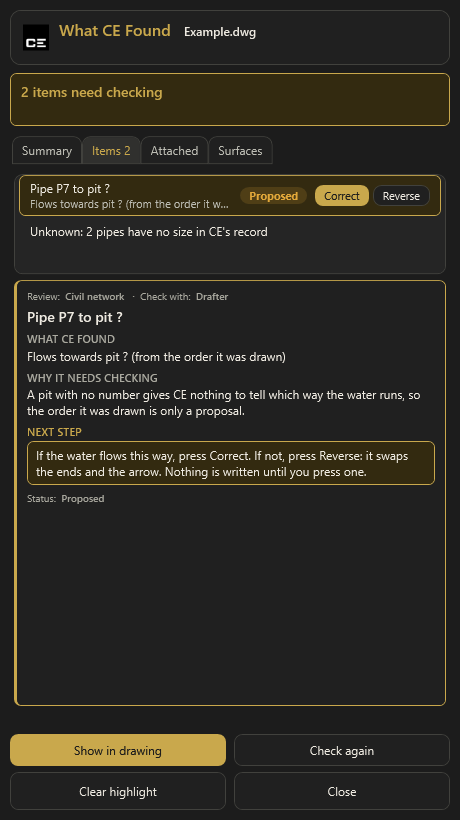 CE
What CE Found Example.dwg
2 items need checking
Summary Items 2 Attached Surfaces
Pipe P7 to pit ?
Flows towards pit ? (from the order it w...
Proposed Correct Reverse
Unknown: 2 pipes have no size in CE's record
Review: Civil network · Check with: Drafter
Pipe P7 to pit ?
WHAT CE FOUND
Flows towards pit ? (from the order it was drawn)
WHY IT NEEDS CHECKING
A pit with no number gives CE nothing to tell which way the water runs, so
the order it was drawn is only a proposal.
NEXT STEP
If the water flows this way, press Correct. If not, press Reverse: it swaps
the ends and the arrow. Nothing is written until you press one.
Status: Proposed
Show in drawing Check again
Clear highlight Close